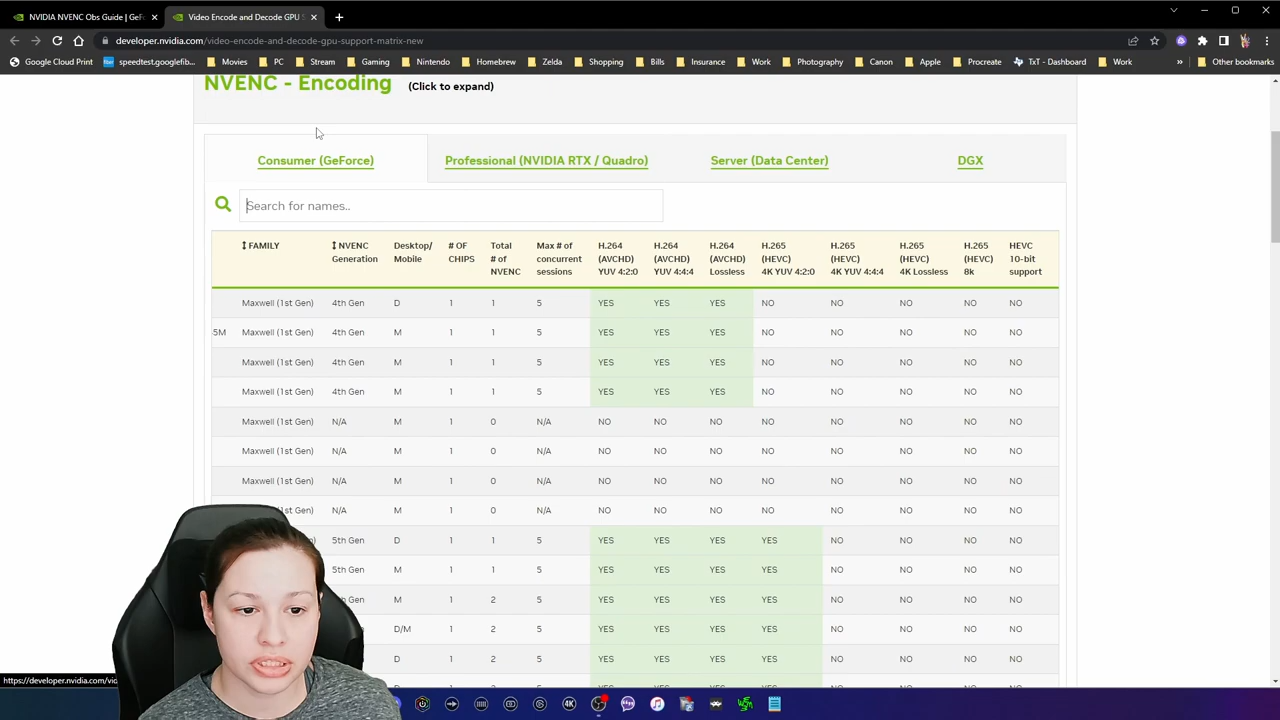 NVIDIA NVENC Obs Guide | GeF
Video Encode and Decode GPU S
developer.nvidia.com/video-encode-and-decode-gpu-support-matrix-new
Google Cloud Print speedtest.googlefib... Movies PC Stream Gaming Nintendo Homebrew Zelda Shopping Bills Insurance Work Photography Canon Apple Procreate TxT - Dashboard Work Other bookmarks
NVENC - Encoding (Click to expand)
Consumer (GeForce) Professional (NVIDIA RTX / Quadro) Server (Data Center) DGX
Search for names..
FAMILY NVENC Generation Desktop/ Mobile # OF CHIPS Total # of NVENC Max # of concurrent sessions H.264 (AVCHD) YUV 4:2:0 H.264 (AVCHD) YUV 4:4:4 H.264 (AVCHD) Lossless H.265 (HEVC) 4K YUV 4:2:0 H.265 (HEVC) 4K YUV 4:4:4 H.265 (HEVC) 4K Lossless H.265 (HEVC) 8k HEVC 10-bit support
Maxwell (1st Gen) 4th Gen D 1 1 5 YES YES YES NO NO NO NO NO
5M Maxwell (1st Gen) 4th Gen M 1 1 5 YES YES YES NO NO NO NO NO
Maxwell (1st Gen) 4th Gen M 1 1 5 YES YES YES NO NO NO NO NO
Maxwell (1st Gen) 4th Gen M 1 1 5 YES YES YES NO NO NO NO NO
Maxwell (1st Gen) N/A M 1 0 N/A NO NO NO NO NO NO NO NO
Maxwell (1st Gen) N/A M 1 0 N/A NO NO NO NO NO NO NO NO
Maxwell (1st Gen) N/A M 1 0 N/A NO NO NO NO NO NO NO NO
1st Gen) N/A M 1 0 N/A NO NO NO NO NO NO NO NO
5th Gen D 1 1 5 YES YES YES YES NO NO NO NO
5th Gen M 1 1 5 YES YES YES YES NO NO NO NO
Gen M 1 2 5 YES YES YES YES NO NO NO NO
D/M 1 2 5 YES YES YES YES NO NO NO NO
D 1 2 5 YES YES YES YES NO NO NO NO
https://developer.nvidia.com/vid
4K